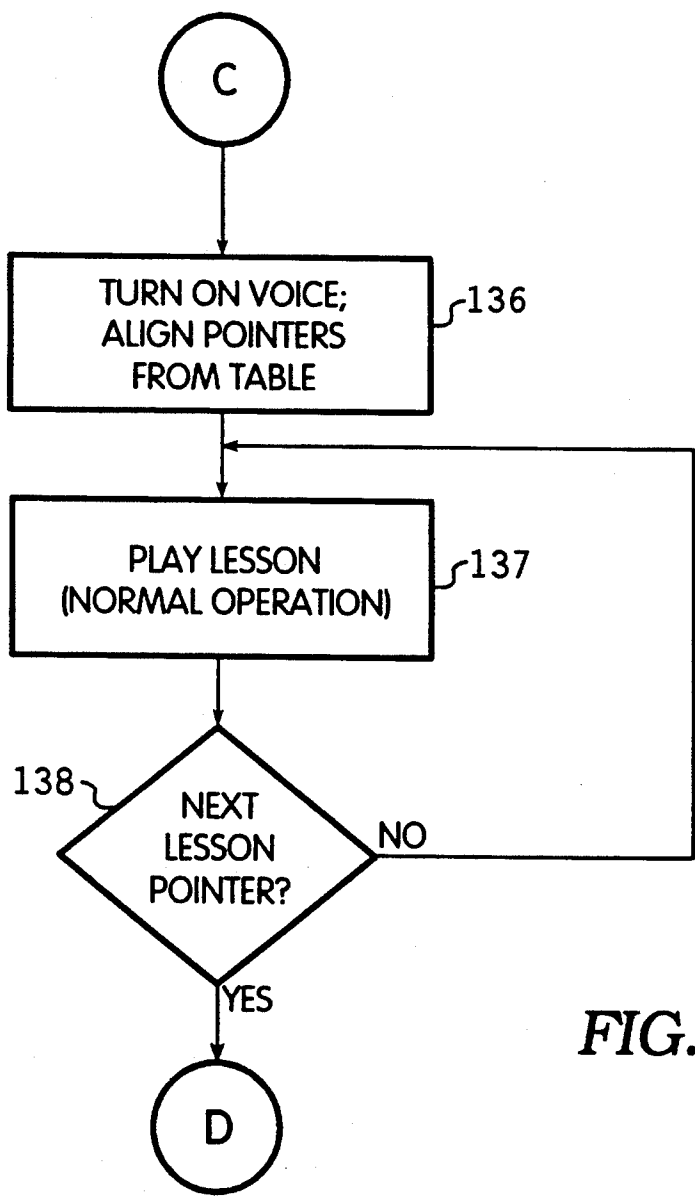 C
TURN ON VOICE;
ALIGN POINTERS
FROM TABLE
136
PLAY LESSON
(NORMAL OPERATION)
137
138
NEXT
LESSON
POINTER?
NO
YES
FIG.
D